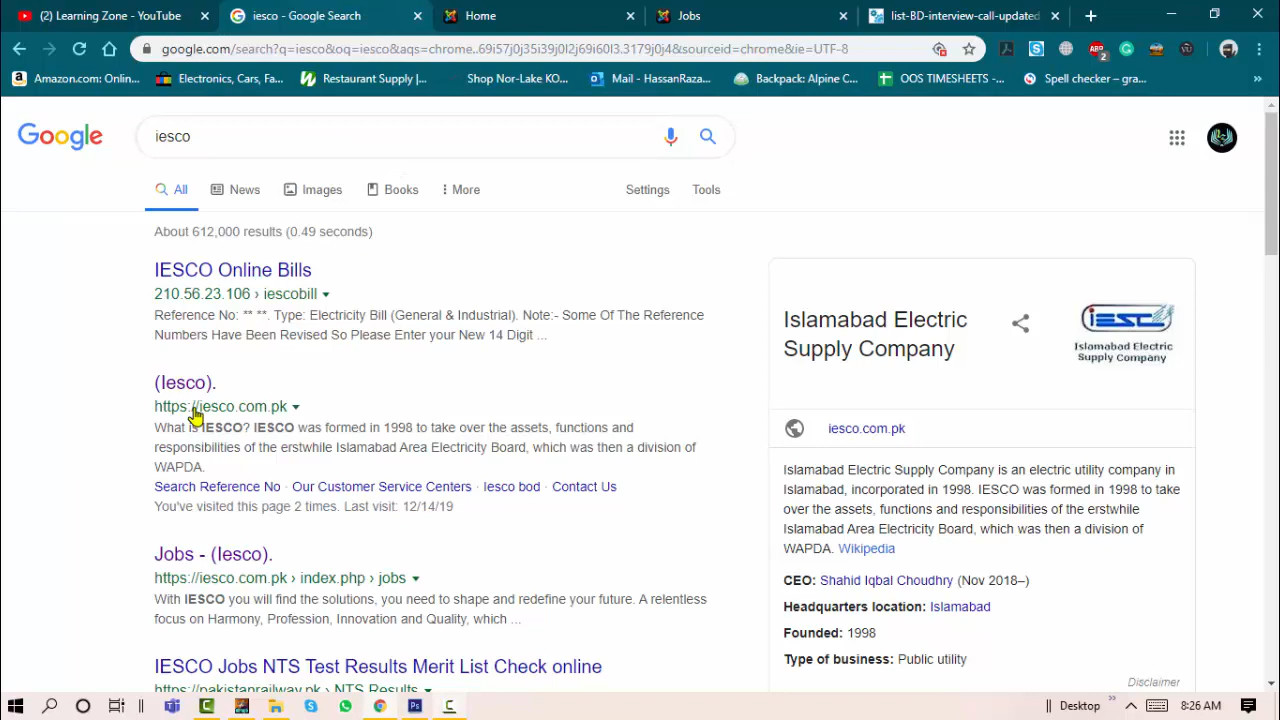 (2) Learning Zone - YouTube
iesco - Google Search
Home
Jobs
list-BD-interview-call-updated
google.com/search?q=iesco&oq=iesco&aqs=chrome..69i57j0j35i39j0l2j69i60l3.3179j0j4&sourceid=chrome&ie=UTF-8
Amazon.com: Onlin...
Electronics, Cars, Fa...
Restaurant Supply |...
Shop Nor-Lake KO...
Mail - HassanRaza...
Backpack: Alpine C...
OOS TIMESHEETS -...
Spell checker – gra...
Google
iesco
All
News
Images
Books
More
Settings
Tools
About 612,000 results (0.49 seconds)
IESCO Online Bills
210.56.23.106 › iescobill
Reference No: ** **. Type: Electricity Bill (General & Industrial). Note:- Some Of The Reference
Numbers Have Been Revised So Please Enter your New 14 Digit ...
(Iesco).
https://iesco.com.pk
What is IESCO? IESCO was formed in 1998 to take over the assets, functions and
responsibilities of the erstwhile Islamabad Area Electricity Board, which was then a division of
WAPDA.
Search Reference No · Our Customer Service Centers · Iesco bod · Contact Us
You've visited this page 2 times. Last visit: 12/14/19
Jobs - (Iesco).
https://iesco.com.pk › index.php › jobs
With IESCO you will find the solutions, you need to shape and redefine your future. A relentless
focus on Harmony, Profession, Innovation and Quality, which ...
IESCO Jobs NTS Test Results Merit List Check online
https://pakistanrailway.pk › NTS Results
Islamabad Electric
Supply Company
iesco
Islamabad Electric
Supply Company
iesco.com.pk
Islamabad Electric Supply Company is an electric utility company in
Islamabad, incorporated in 1998. IESCO was formed in 1998 to take
over the assets, functions and responsibilities of the erstwhile
Islamabad Area Electricity Board, which was then a division of
WAPDA. Wikipedia
CEO: Shahid Iqbal Choudhry (Nov 2018–)
Headquarters location: Islamabad
Founded: 1998
Type of business: Public utility
Disclaimer
Desktop
8:26 AM